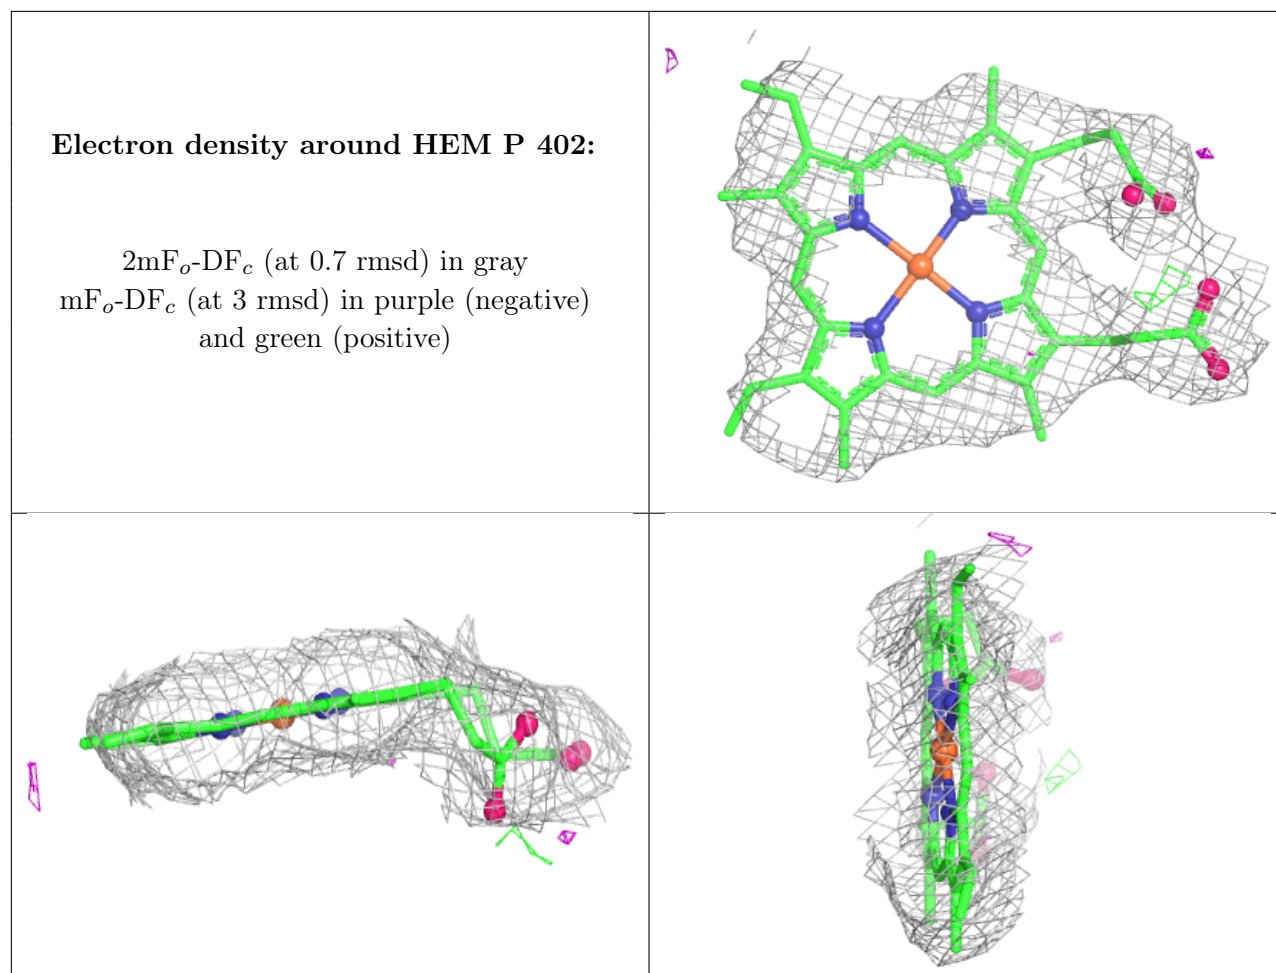 Electron density around HEM P 402:
2mFo-DFc (at 0.7 rmsd) in gray
mFo-DFc (at 3 rmsd) in purple (negative)
and green (positive)